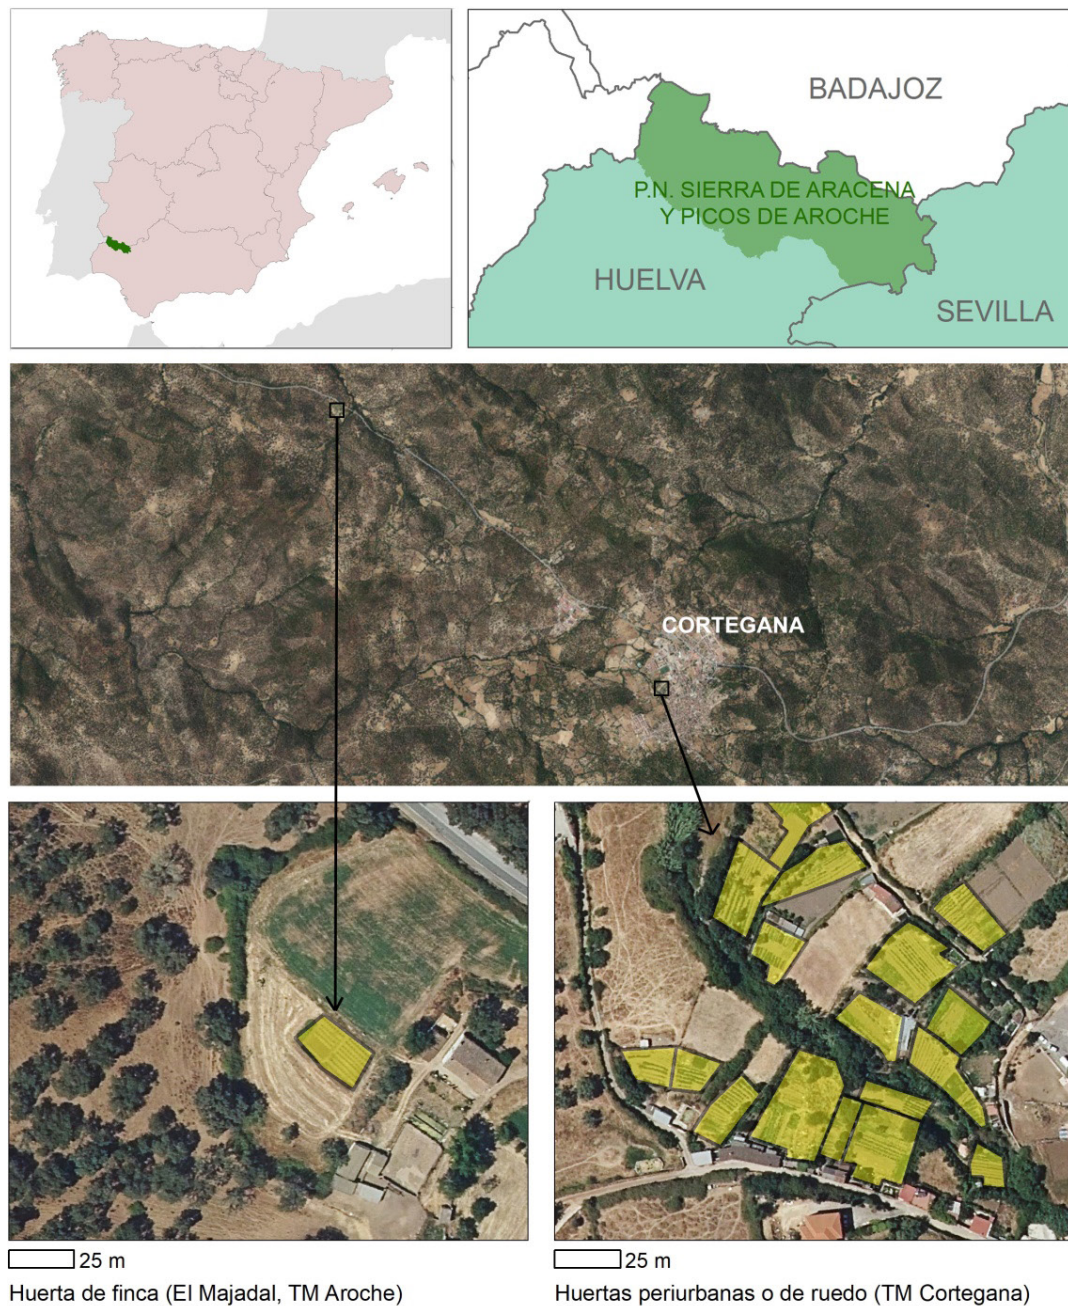 BADAJOZ
P.N. SIERRA DE ARACENA
Y PICOS DE AROCHE
HUELVA
SEVILLA
CORTEGANA
25 m
25 m
Huerta de finca (El Majadal, TM Aroche)
Huertas periurbanas o de ruedo (TM Cortegana)